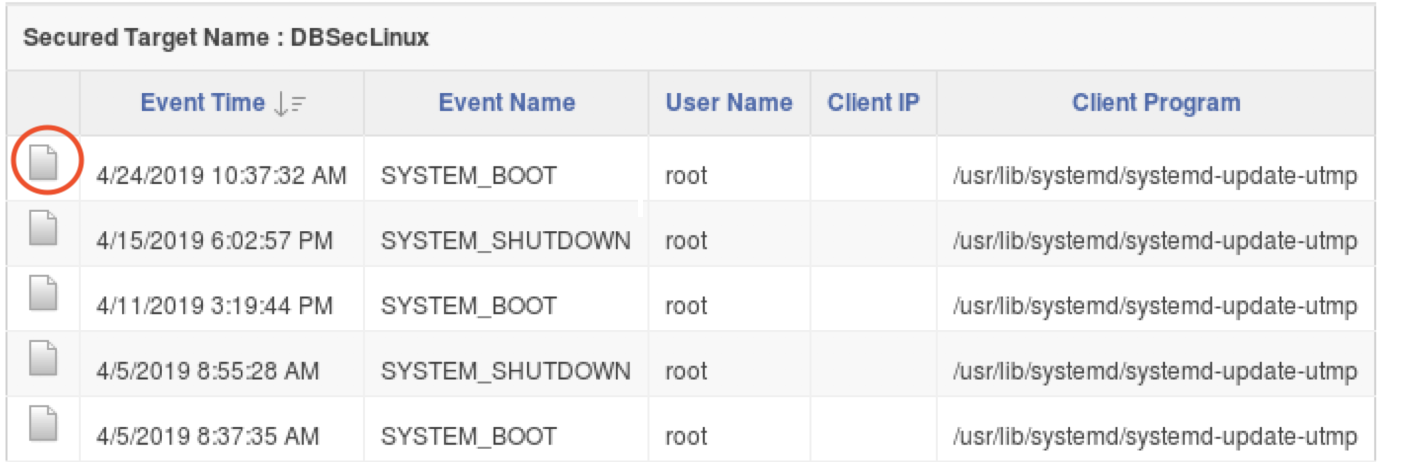 Secured Target Name : DBSecLinux
Event Time Event Name User Name Client IP Client Program
4/24/2019 10:37:32 AM SYSTEM_BOOT root /usr/lib/systemd/systemd-update-utmp
4/15/2019 6:02:57 PM SYSTEM_SHUTDOWN root /usr/lib/systemd/systemd-update-utmp
4/11/2019 3:19:44 PM SYSTEM_BOOT root /usr/lib/systemd/systemd-update-utmp
4/5/2019 8:55:28 AM SYSTEM_SHUTDOWN root /usr/lib/systemd/systemd-update-utmp
4/5/2019 8:37:35 AM SYSTEM_BOOT root /usr/lib/systemd/systemd-update-utmp